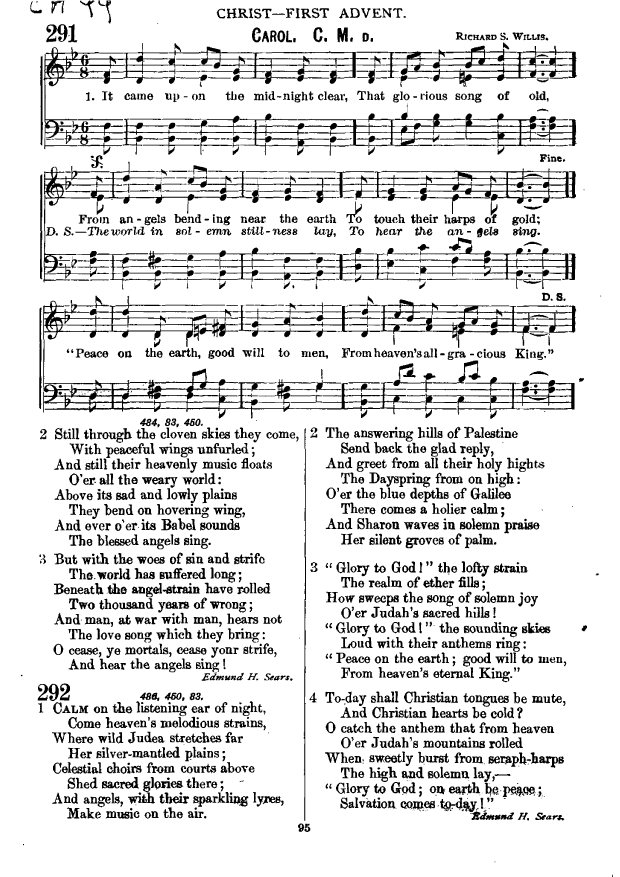 CM 44
CHRIST—FIRST ADVENT.
291
CAROL. C. M. D.
RICHARD S. WILLIS.
1. It came up-on the mid-night clear, That glo-rious song of old,
Fine.
From an-gels bend-ing near the earth To touch their harps of gold;
D. S.—The world in sol-emn still-ness lay, To hear the an-gels sing.
D. S.
"Peace on the earth, good will to men, From heaven's all-gra-cious King."
484, 83, 450.
2 Still through the cloven skies they come,
With peaceful wings unfurled;
And still their heavenly music floats
O'er all the weary world:
Above its sad and lowly plains
They bend on hovering wing,
And ever o'er its Babel sounds
The blessed angels sing.
3 But with the woes of sin and strife
The world has suffered long;
Beneath the angel-strain have rolled
Two thousand years of wrong;
And man, at war with man, hears not
The love song which they bring:
O cease, ye mortals, cease your strife,
And hear the angels sing!
Edmund H. Sears.
292
486, 450, 83.
1 CALM on the listening ear of night,
Come heaven's melodious strains,
Where wild Judea stretches far
Her silver-mantled plains;
Celestial choirs from courts above
Shed sacred glories there;
And angels, with their sparkling lyres,
Make music on the air.
2 The answering hills of Palestine
Send back the glad reply,
And greet from all their holy hights
The Dayspring from on high:
O'er the blue depths of Galilee
There comes a holier calm;
And Sharon waves in solemn praise
Her silent groves of palm.
3 "Glory to God!" the lofty strain
The realm of ether fills;
How sweeps the song of solemn joy
O'er Judah's sacred hills!
"Glory to God!" the sounding skies
Loud with their anthems ring:
"Peace on the earth; good will to men,
From heaven's eternal King."
4 To-day shall Christian tongues be mute,
And Christian hearts be cold?
O catch the anthem that from heaven
O'er Judah's mountains rolled
When sweetly burst from seraph-harps
The high and solemn lay,—
"Glory to God; on earth be peace;
Salvation comes to-day!"
Edmund H. Sears.
95